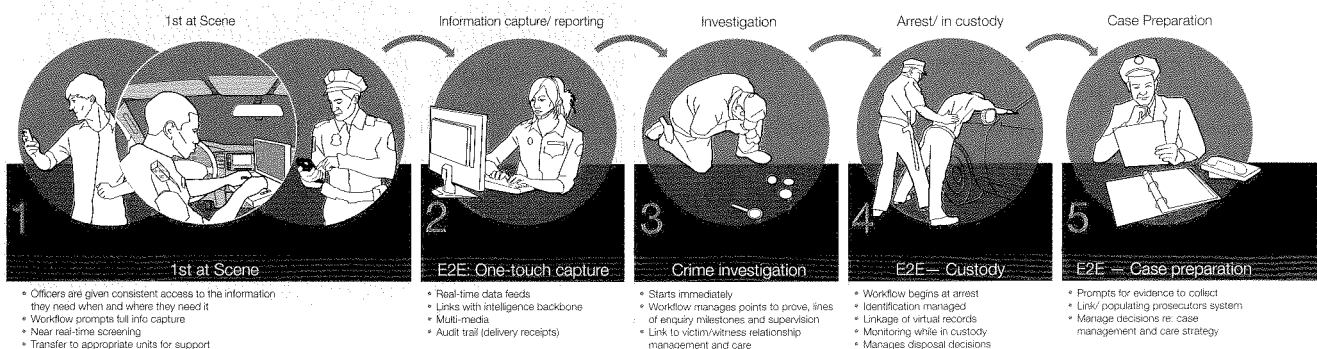 1st at Scene
Information capture/ reporting
Investigation
Arrest/ in custody
Case Preparation
1
1st at Scene
2
E2E: One-touch capture
3
Crime investigation
4
E2E— Custody
5
E2E — Case preparation
• Officers are given consistent access to the information
they need when and where they need it
• Workflow prompts full info capture
• Near real-time screening
• Transfer to appropriate units for support
• Real-time data feeds
• Links with intelligence backbone
• Multi-media
• Audit trail (delivery receipts)
• Starts immediately
• Workflow manages points to prove, lines
of enquiry milestones and supervision
• Link to victim/witness relationship
management and care
• Workflow begins at arrest
• Identification managed
• Linkage of virtual records
• Monitoring while in custody
• Manages disposal decisions
• Prompts for evidence to collect
• Link/ populating prosecutors system
• Manage decisions re: case
management and care strategy